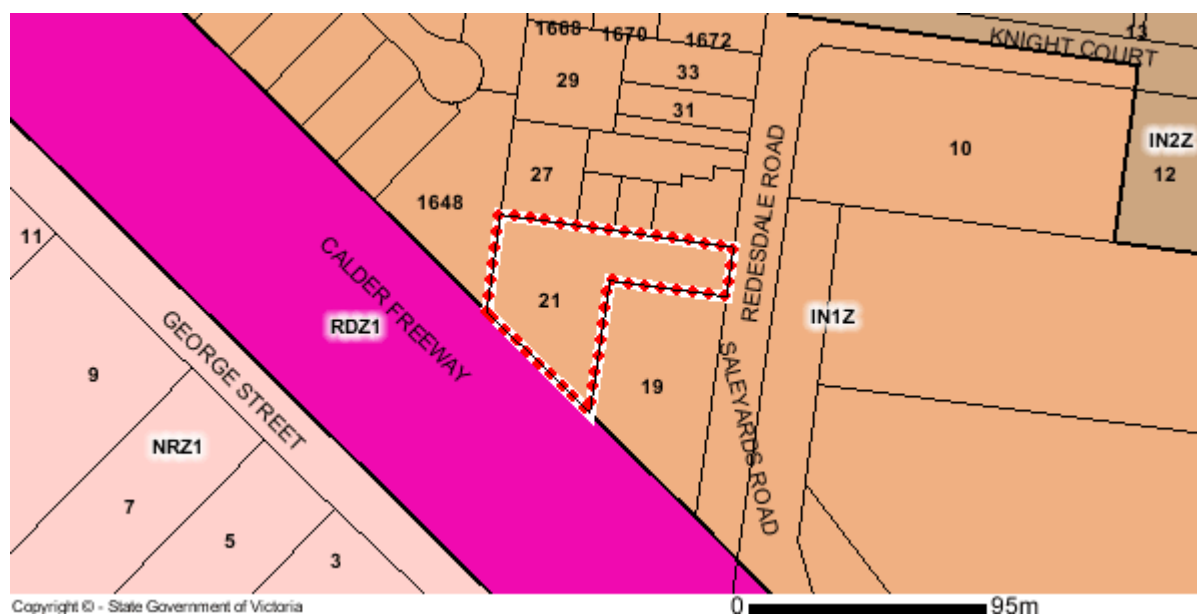 1668
1670
1672
13
KNIGHT COURT
29
33
31
10
IN2Z
12
27
1648
REDESDALE ROAD
11
CALDER FREEWAY
21
RDZ1
IN1Z
GEORGE STREET
9
19
SALEYARDS ROAD
NRZ1
7
5
3
Copyright © - State Government of Victoria
0
95m